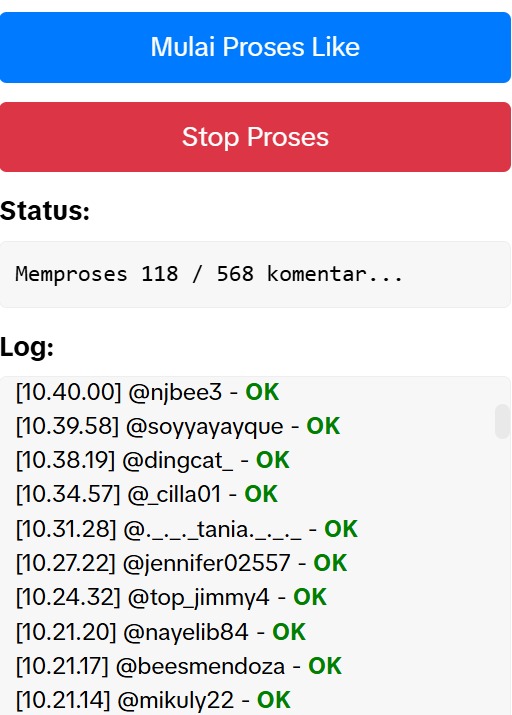 Mulai Proses Like
Stop Proses
Status:
Memproses 118 / 568 komentar...
Log:
[10.40.00] @njbee3 - OK
[10.39.58] @soyyayayque - OK
[10.38.19] @dingcat_ - OK
[10.34.57] @_cilla01 - OK
[10.31.28] @._._._tania._._._ - OK
[10.27.22] @jennifer02557 - OK
[10.24.32] @top_jimmy4 - OK
[10.21.20] @nayelib84 - OK
[10.21.17] @beesmendoza - OK
[10.21.14] @mikuly22 - OK